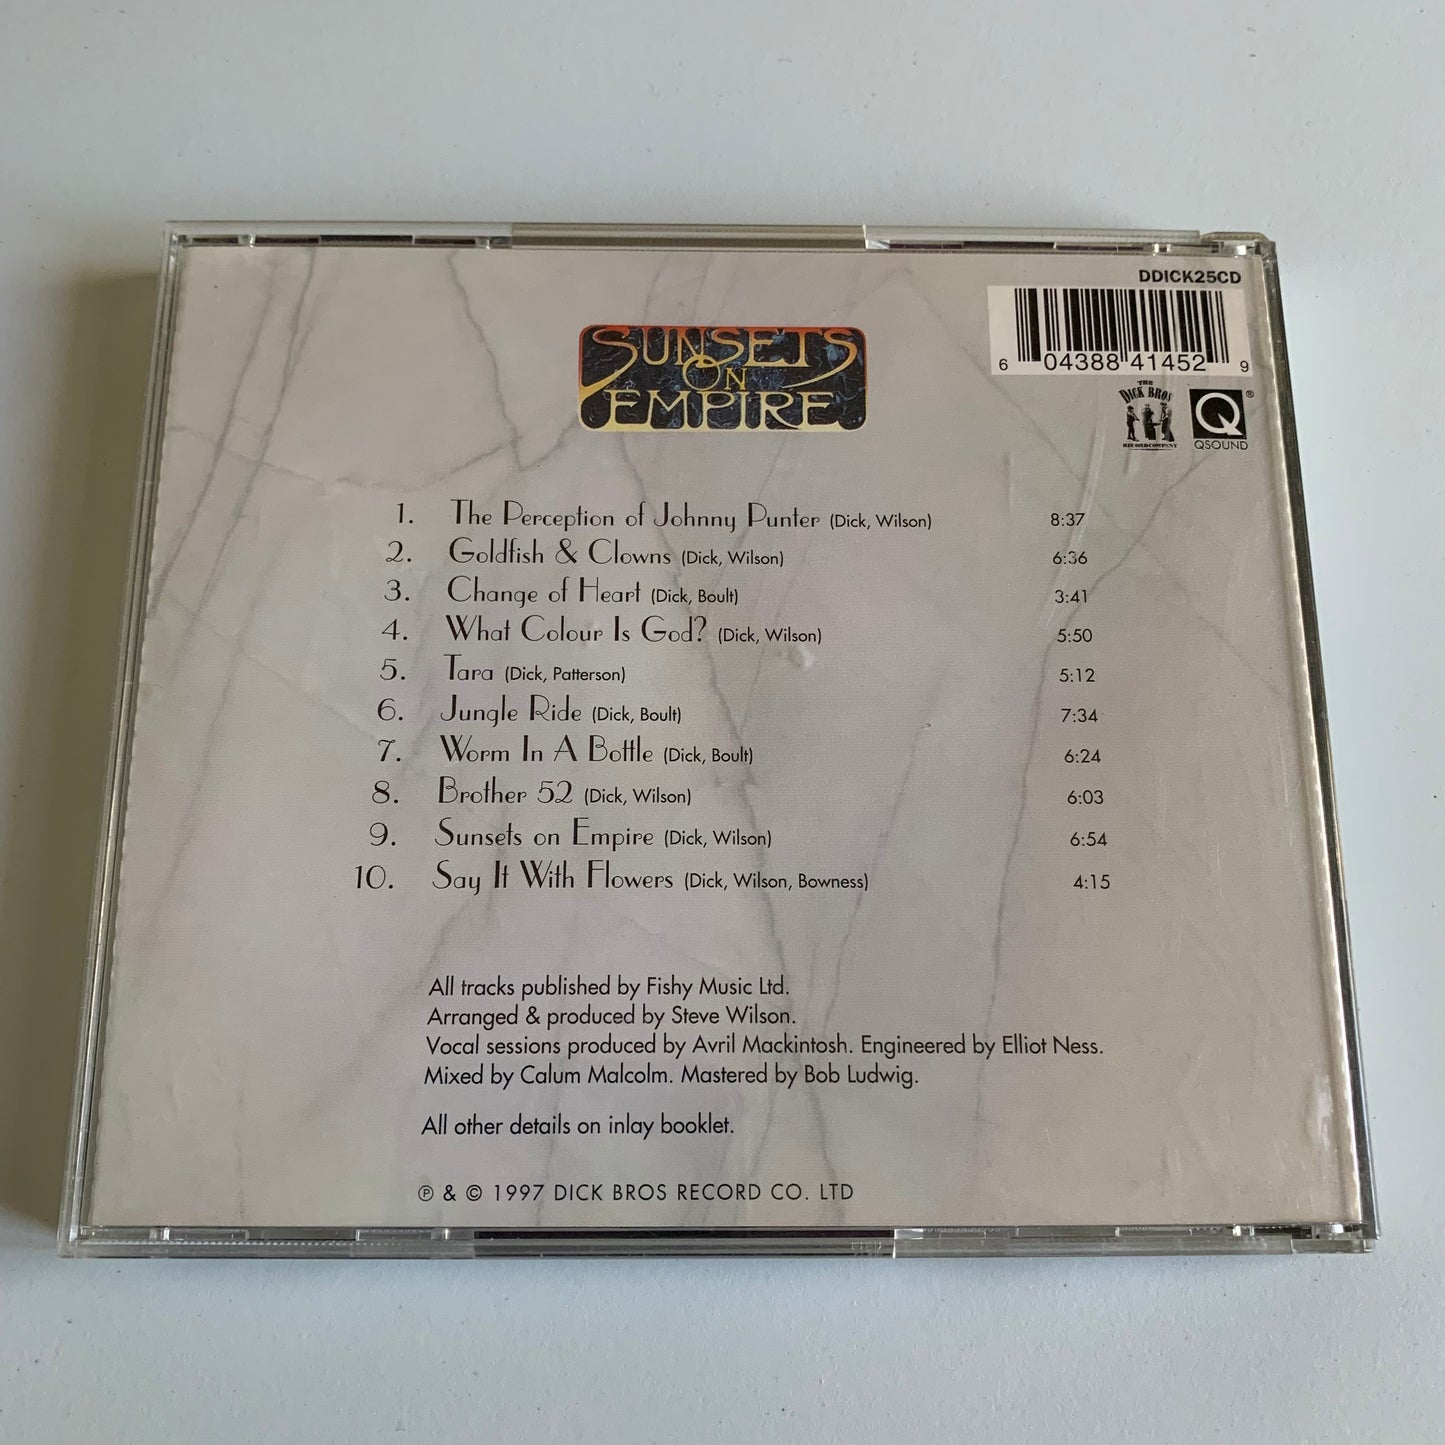 DDICK25CD
6 04388 41452 9
SUNSETS
ON
EMPIRE
THE
DICK BROS
RECORD COMPANY
Q ®
QSOUND
1. The Perception of Johnny Punter (Dick, Wilson) 8:37
2. Goldfish & Clowns (Dick, Wilson) 6:36
3. Change of Heart (Dick, Boult) 3:41
4. What Colour Is God? (Dick, Wilson) 5:50
5. Tara (Dick, Patterson) 5:12
6. Jungle Ride (Dick, Boult) 7:34
7. Worm In A Bottle (Dick, Boult) 6:24
8. Brother 52 (Dick, Wilson) 6:03
9. Sunsets on Empire (Dick, Wilson) 6:54
10. Say It With Flowers (Dick, Wilson, Bowness) 4:15
All tracks published by Fishy Music Ltd.
Arranged & produced by Steve Wilson.
Vocal sessions produced by Avril Mackintosh. Engineered by Elliot Ness.
Mixed by Calum Malcolm. Mastered by Bob Ludwig.
All other details on inlay booklet.
℗ & © 1997 DICK BROS RECORD CO. LTD